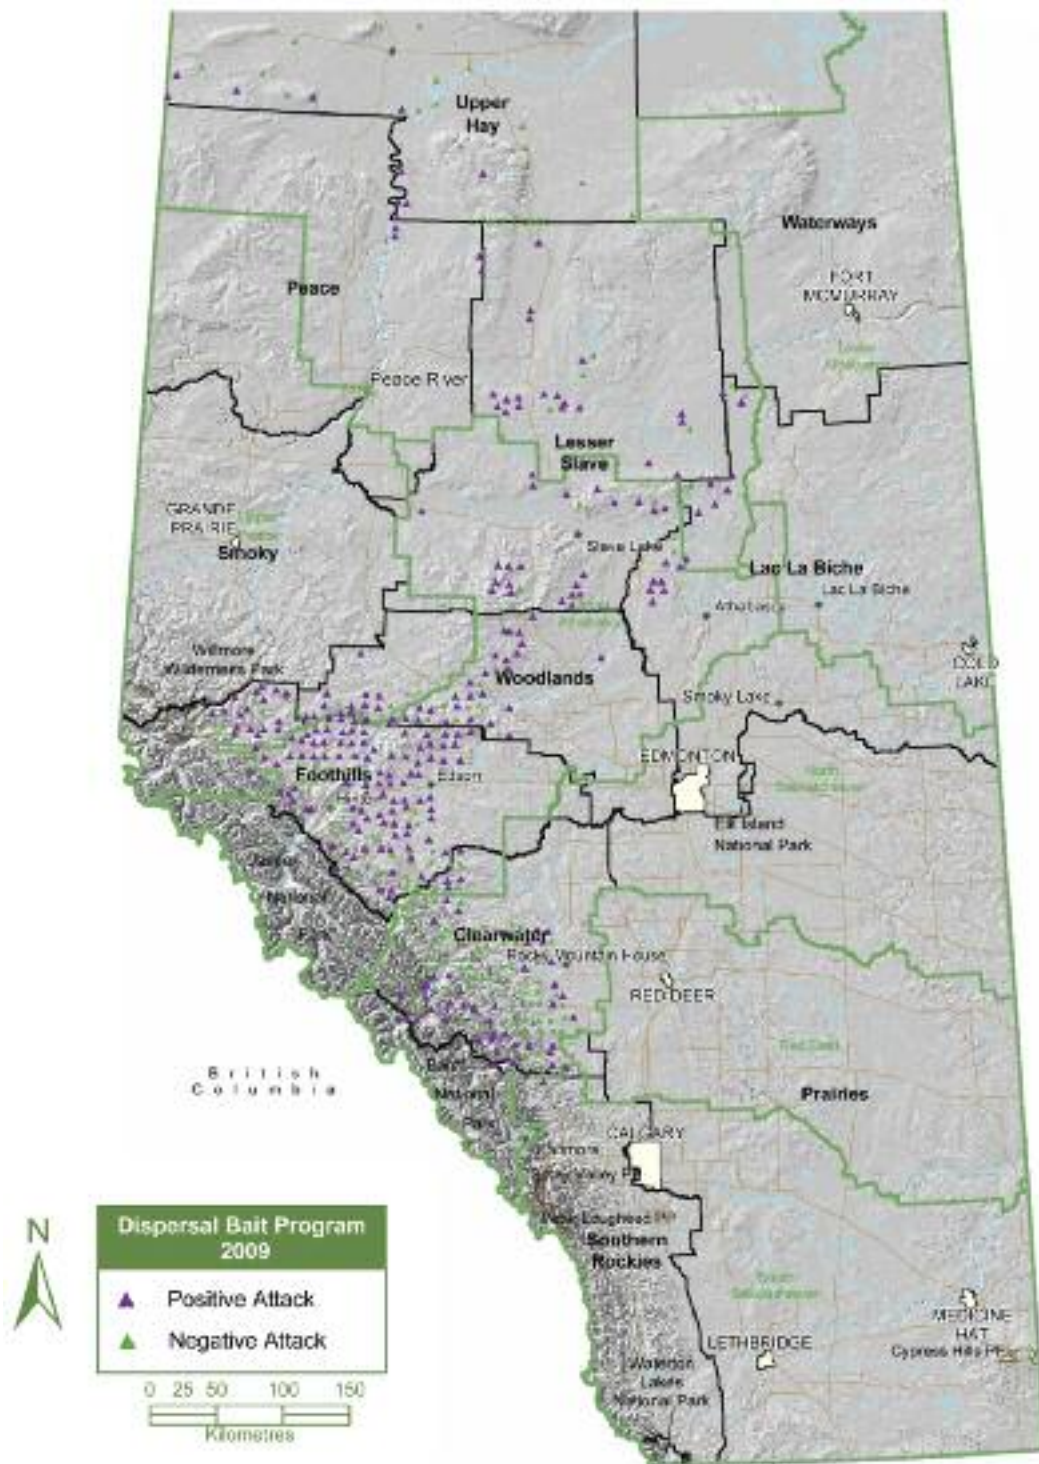 Upper
Hay
Waterways
FORT
MCMURRAY
Peace
Peace River
Lesser
Slave
GRANDE
PRAIRIE
Smoky
Slave Lake
Lac La Biche
Lac La Biche
Athabasca
Willmore
Wilderness Park
Woodlands
COLD
LAKE
Smoky Lake
EDMONTON
Foothills
Edson
Hinton
Elk Island
National Park
Jasper
National
Park
Clearwater
Rocky Mountain House
RED DEER
Red Deer
British
Columbia
Banff
National
Park
Prairies
CALGARY
Canmore
Peter Lougheed PP
Southern
Rockies
South
Saskatchewan
MEDICINE
HAT
Cypress Hills PP
LETHBRIDGE
Waterton
Lakes
National Park
N
Dispersal Bait Program
2009
Positive Attack
Negative Attack
0 25 50 100 150
Kilometres